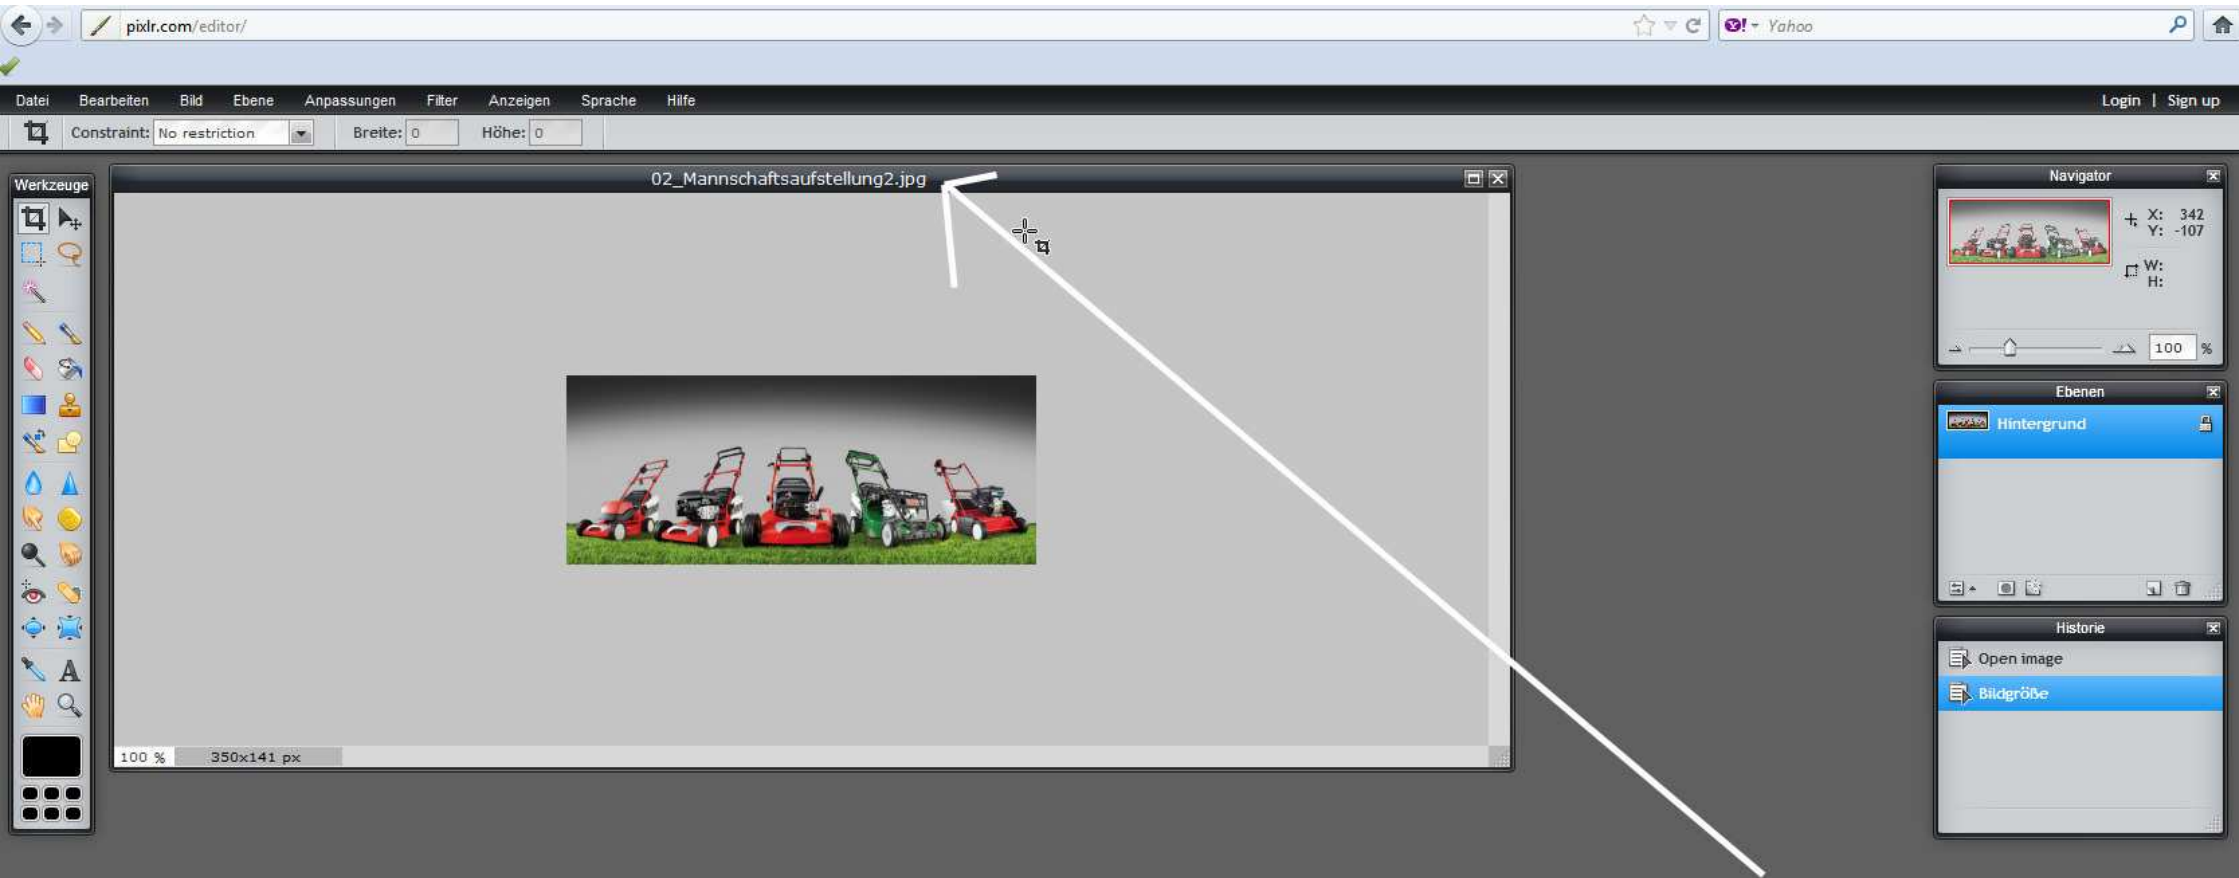 pixlr.com/editor/
Yahoo
Datei Bearbeiten Bild Ebene Anpassungen Filter Anzeigen Sprache Hilfe
Login | Sign up
Constraint: No restriction Breite: 0 Höhe: 0
Werkzeuge
02_Mannschaftsaufstellung2.jpg
100 % 350x141 px
Navigator
X: 342
Y: -107
W:
H:
100 %
Ebenen
Hintergrund
Historie
Open image
Bildgröße